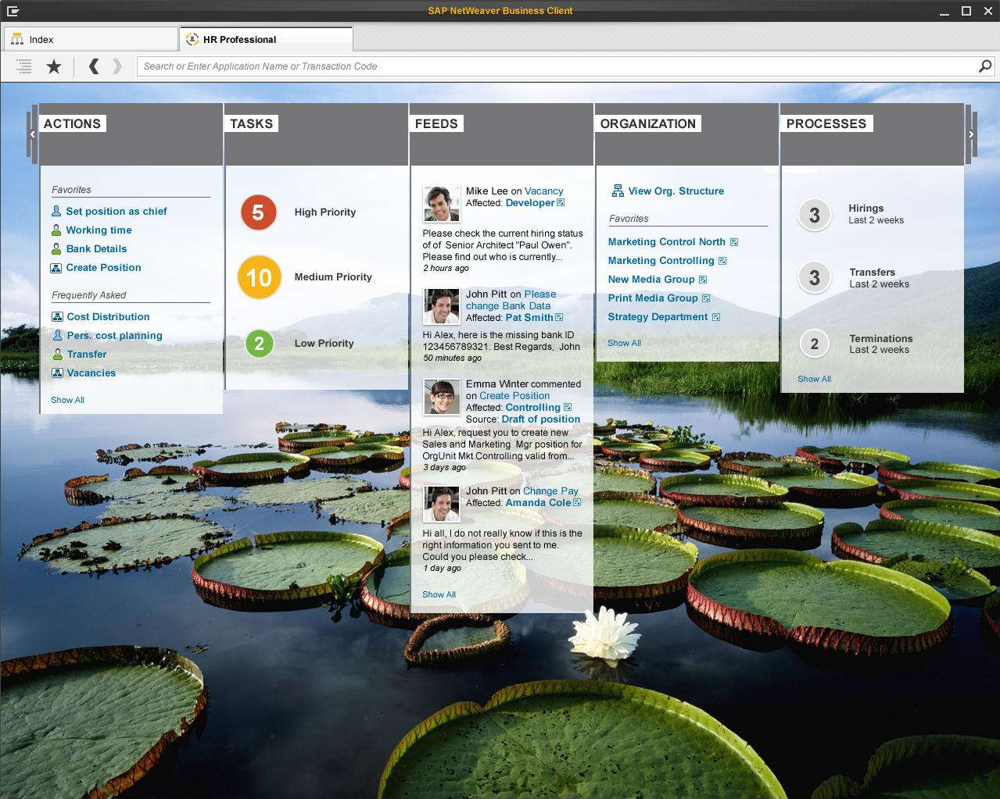 SAP NetWeaver Business Client
Index
HR Professional
Search or Enter Application Name or Transaction Code
ACTIONS
Favorites
Set position as chief
Working time
Bank Details
Create Position
Frequently Asked
Cost Distribution
Pers. cost planning
Transfer
Vacancies
Show All
TASKS
5 High Priority
10 Medium Priority
2 Low Priority
FEEDS
Mike Lee on Vacancy
Affected: Developer
Please check the current hiring status
of of Senior Architect "Paul Owen".
Please find out who is currently...
2 hours ago
John Pitt on Please
change Bank Data
Affected: Pat Smith
Hi Alex, here is the missing bank ID
123456789321. Best Regards, John
50 minutes ago
Emma Winter commented
on Create Position
Affected: Controlling
Source: Draft of position
Hi Alex, request you to create new
Sales and Marketing Mgr position for
OrgUnit Mkt Controlling valid from...
3 days ago
John Pitt on Change Pay
Affected: Amanda Cole
Hi all, I do not really know if this is the
right information you sent to me.
Could you please check...
1 day ago
Show All
ORGANIZATION
View Org. Structure
Favorites
Marketing Control North
Marketing Controlling
New Media Group
Print Media Group
Strategy Department
Show All
PROCESSES
3 Hirings
Last 2 weeks
3 Transfers
Last 2 weeks
2 Terminations
Last 2 weeks
Show All